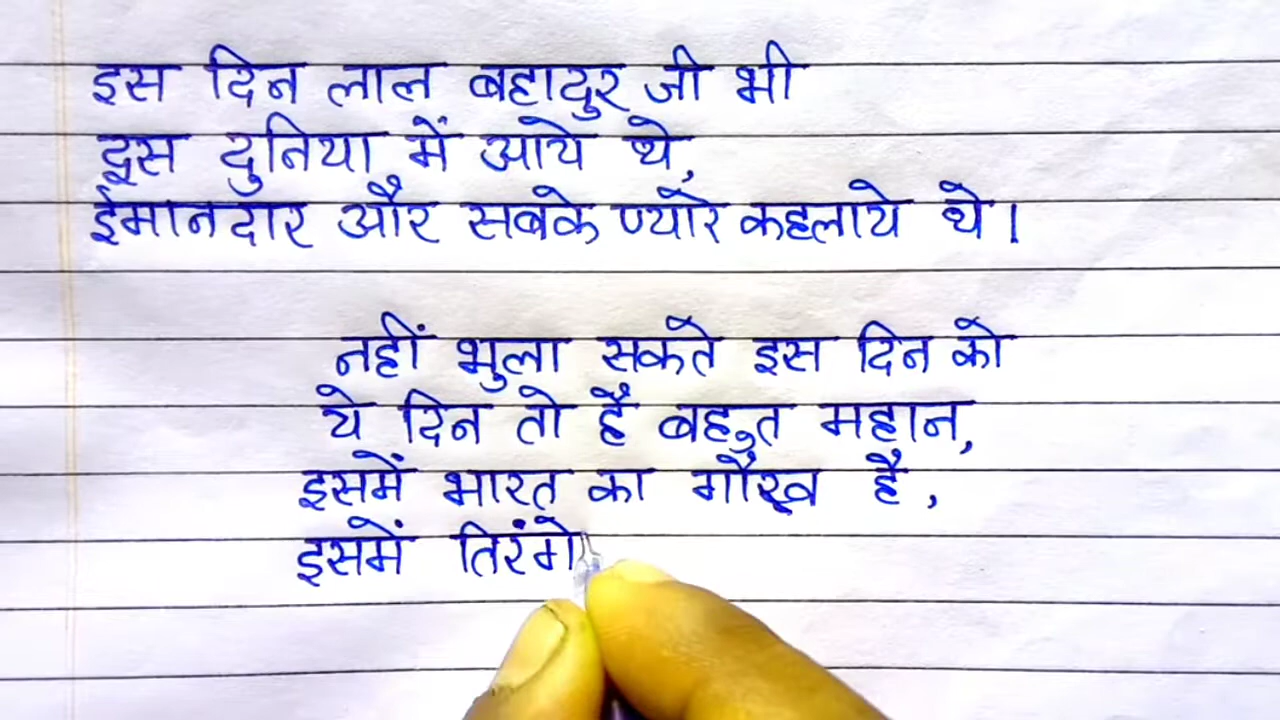 इस दिन लाल बहादुर जी भी
इस दुनिया में आये थे,
ईमानदार और सबके प्यारे कहलाये थे।
नहीं भुला सकते इस दिन को
ये दिन तो है बहुत महान,
इसमें भारत का गौरव है,
इसमें तिरंगे